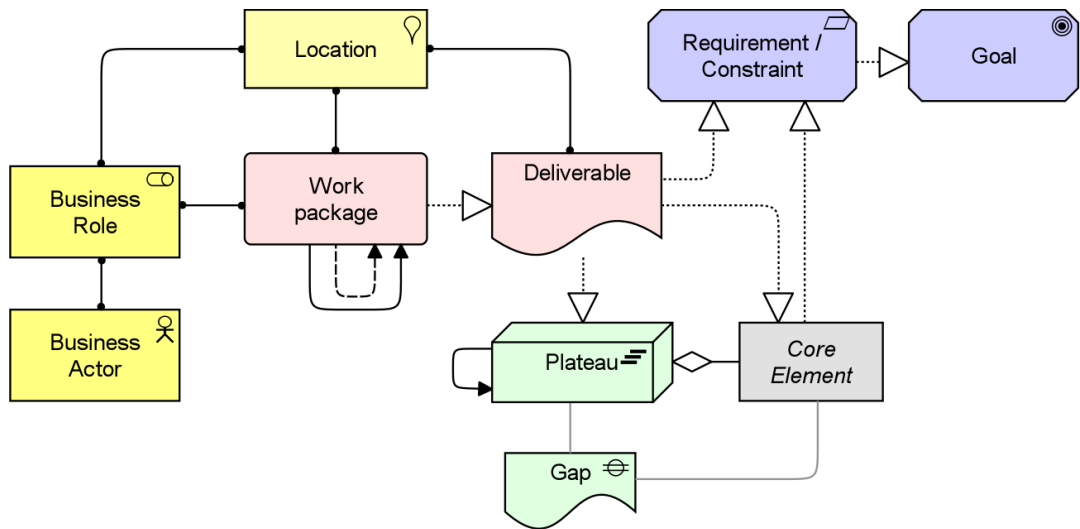 Location
Requirement /
Constraint
Goal
Business
Role
Work
package
Deliverable
Business
Actor
Plateau
Core
Element
Gap